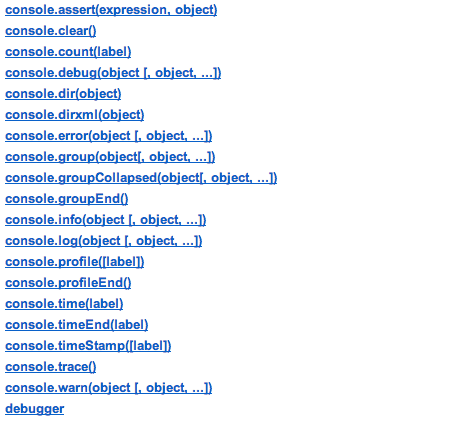 console.assert(expression, object)
console.clear()
console.count(label)
console.debug(object [, object, ...])
console.dir(object)
console.dirxml(object)
console.error(object [, object, ...])
console.group(object[, object, ...])
console.groupCollapsed(object[, object, ...])
console.groupEnd()
console.info(object [, object, ...])
console.log(object [, object, ...])
console.profile([label])
console.profileEnd()
console.time(label)
console.timeEnd(label)
console.timeStamp([label])
console.trace()
console.warn(object [, object, ...])
debugger